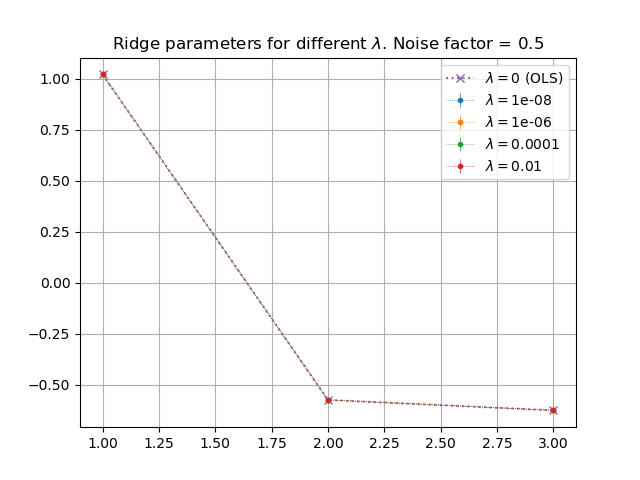 Ridge parameters for different λ. Noise factor = 0.5
λ = 0 (OLS)
λ = 1e-08
λ = 1e-06
λ = 0.0001
λ = 0.01
1.00
0.75
0.50
0.25
0.00
−0.25
−0.50
1.00 1.25 1.50 1.75 2.00 2.25 2.50 2.75 3.00